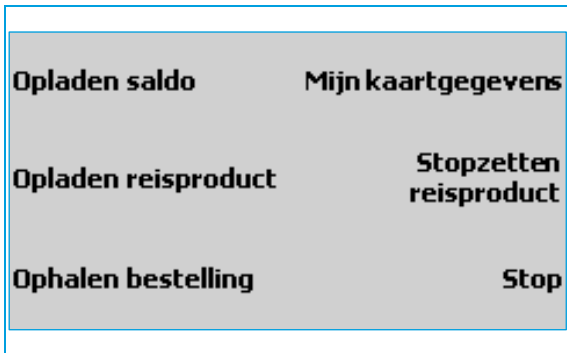 Opladen saldo
Mijn kaartgegevens
Opladen reisproduct
Stopzetten
reisproduct
Ophalen bestelling
Stop